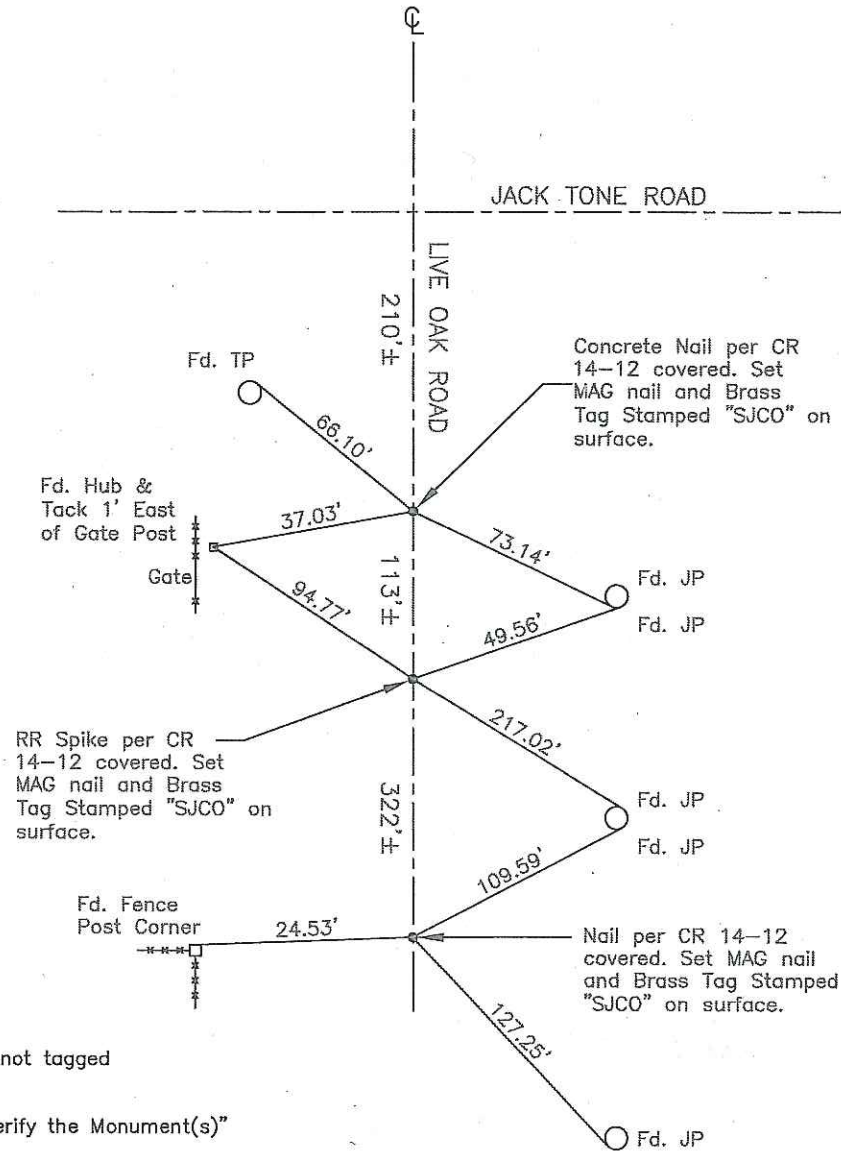 ℄
JACK TONE ROAD
LIVE OAK ROAD
210'±
Fd. TP
66.10'
Concrete Nail per CR
14-12 covered. Set
MAG nail and Brass
Tag Stamped "SJCO" on
surface.
Fd. Hub &
Tack 1' East
of Gate Post
Gate
37.03'
73.14'
113'±
94.77'
Fd. JP
Fd. JP
49.56'
RR Spike per CR
14-12 covered. Set
MAG nail and Brass
Tag Stamped "SJCO" on
surface.
217.02'
322'±
Fd. JP
Fd. JP
109.59'
Fd. Fence
Post Corner
24.53'
Nail per CR 14-12
covered. Set MAG nail
and Brass Tag Stamped
"SJCO" on surface.
127.25'
not tagged
erify the Monument(s)"
Fd. JP